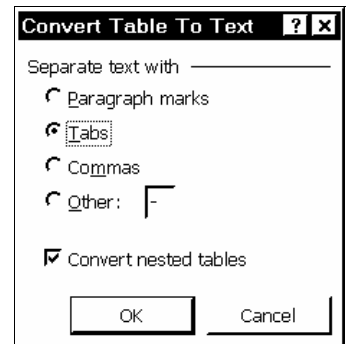 Convert Table To Text ? X
Separate text with
Paragraph marks
Tabs
Commas
Other: -
Convert nested tables
OK Cancel